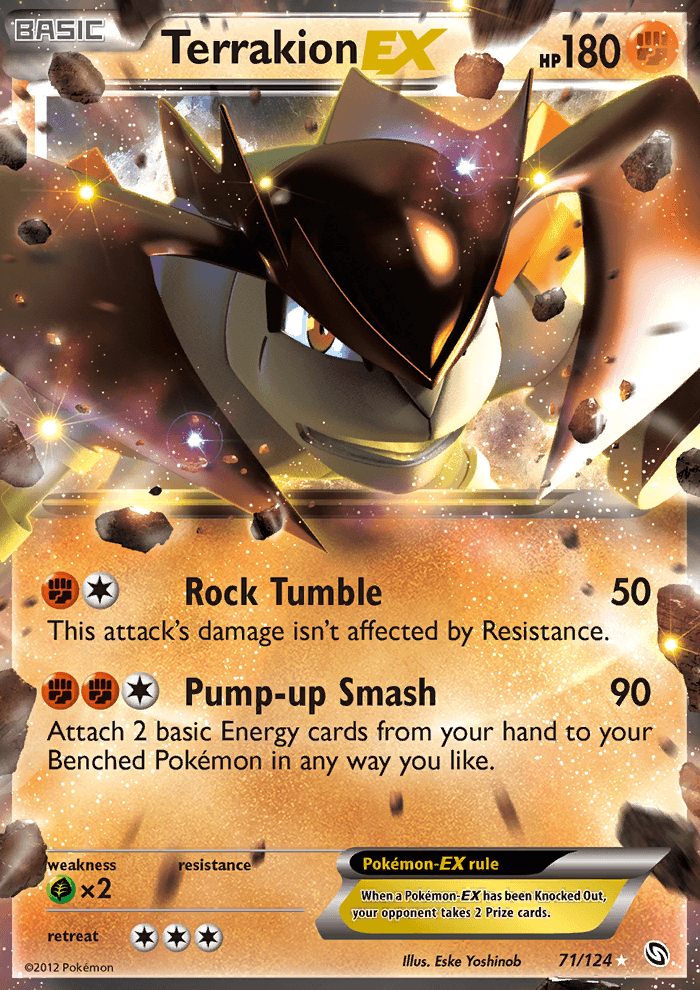 BASIC
Terrakion EX HP180
Rock Tumble 50
This attack's damage isn't affected by Resistance.
Pump-up Smash 90
Attach 2 basic Energy cards from your hand to your
Benched Pokémon in any way you like.
weakness resistance
×2
retreat
Pokémon-EX rule
When a Pokémon-EX has been Knocked Out,
your opponent takes 2 Prize cards.
©2012 Pokémon
Illus. Eske Yoshinob 71/124